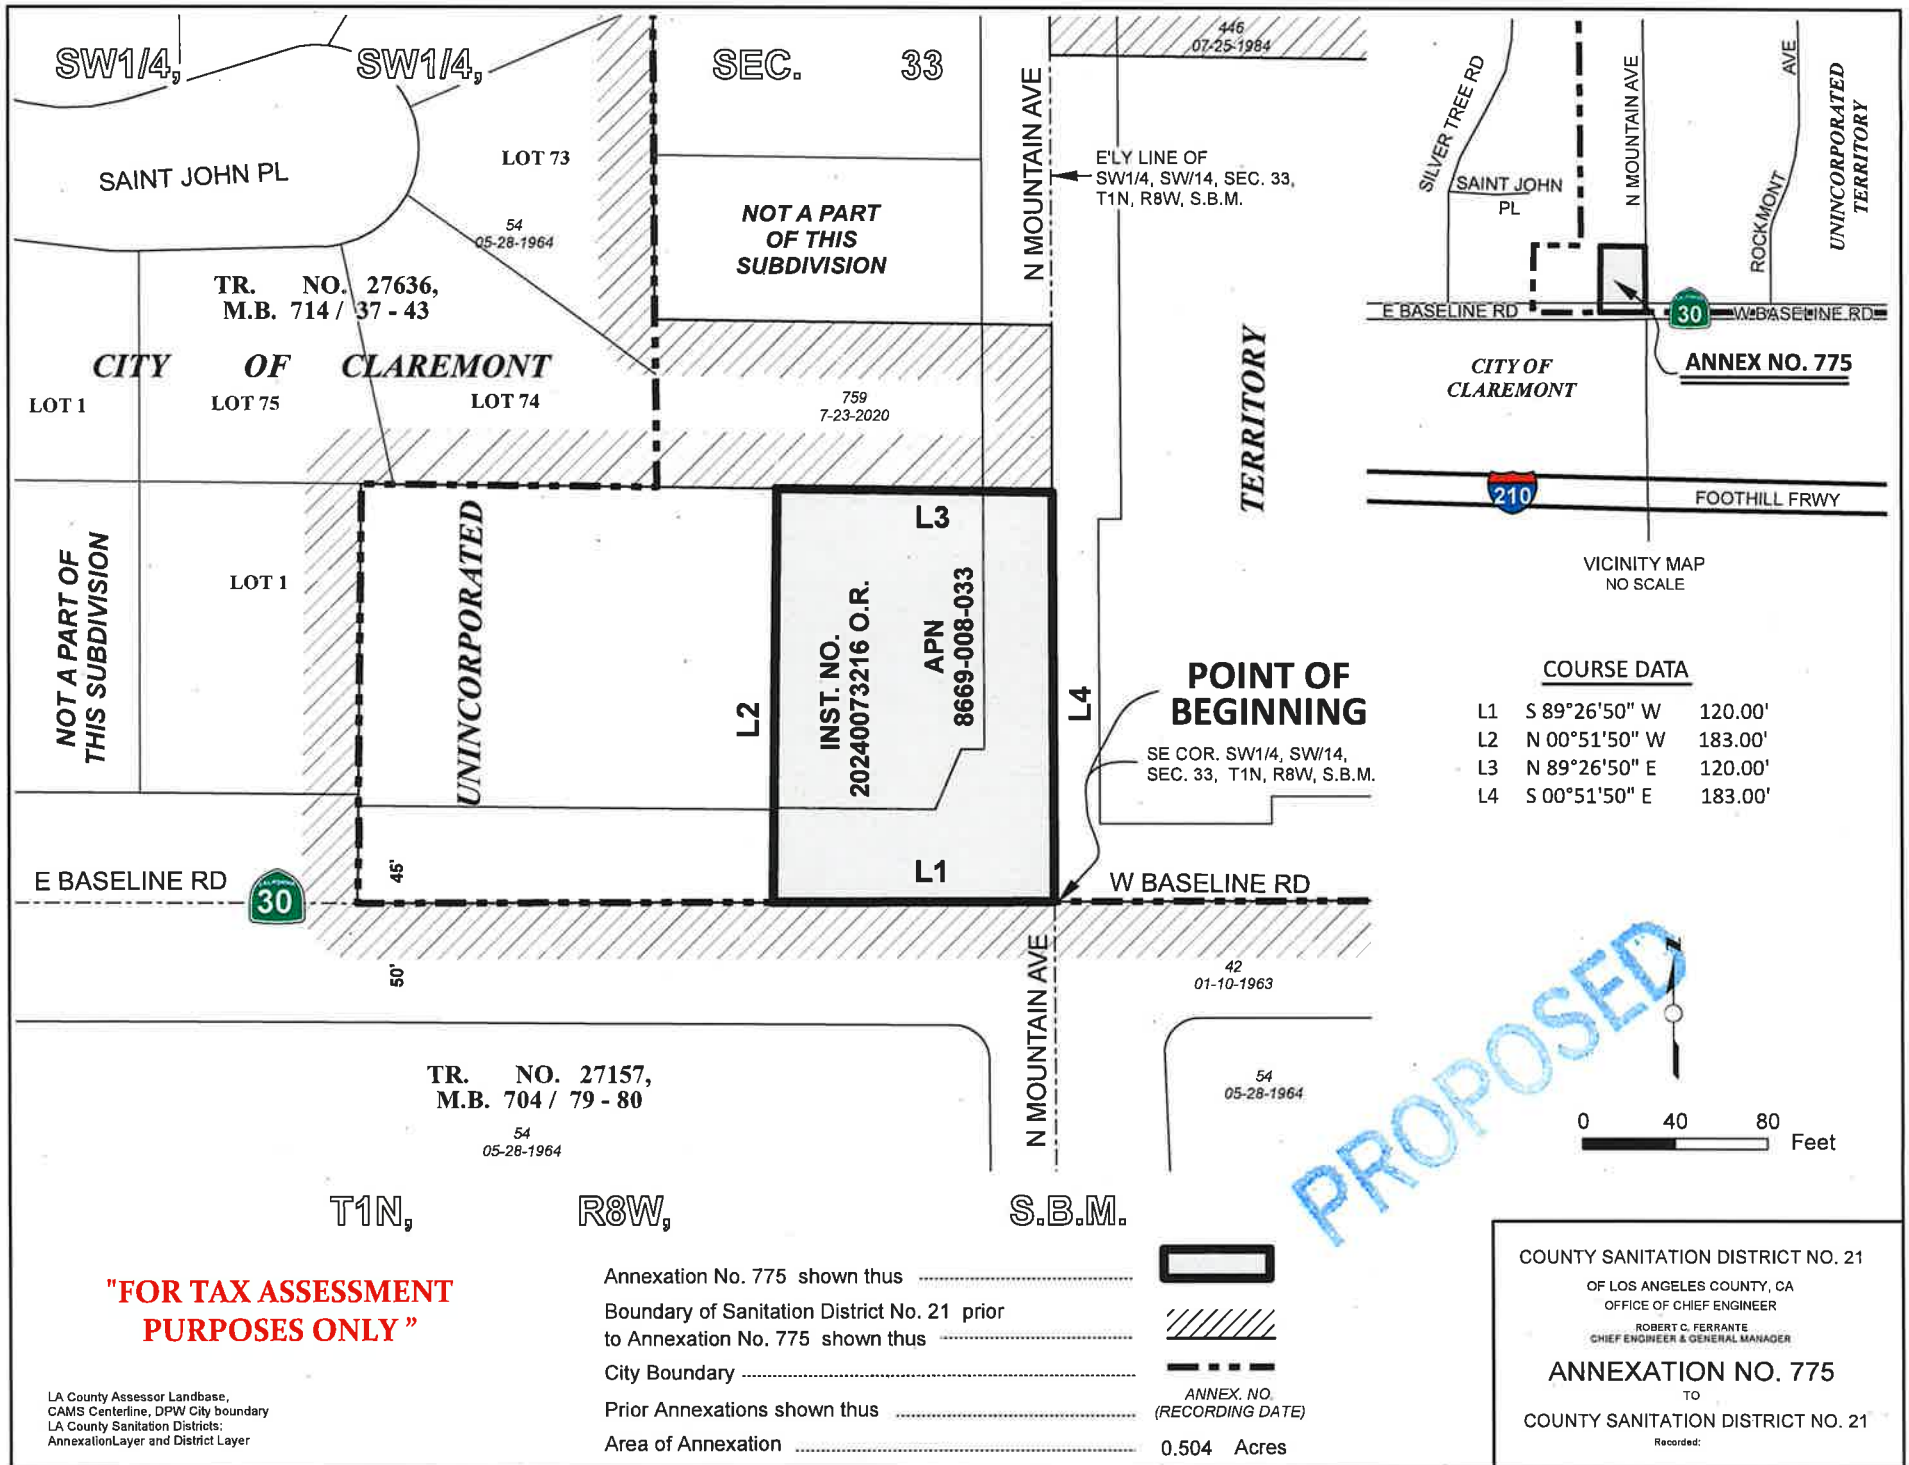 SW1/4,
SW1/4,
SEC. 33
446
07-25-1984
SAINT JOHN PL
LOT 73
54
05-28-1964
NOT A PART
OF THIS
SUBDIVISION
N MOUNTAIN AVE
E'LY LINE OF
SW1/4, SW/14, SEC. 33,
T1N, R8W, S.B.M.
TR. NO. 27636,
M.B. 714 / 37 - 43
CITY OF CLAREMONT
LOT 1
LOT 75
LOT 74
759
7-23-2020
TERRITORY
SILVER TREE RD
SAINT JOHN
PL
N MOUNTAIN AVE
ROCKMONT AVE
UNINCORPORATED
TERRITORY
E BASELINE RD
CALIFORNIA
30
W BASELINE RD
ANNEX NO. 775
CITY OF
CLAREMONT
210
FOOTHILL FRWY
VICINITY MAP
NO SCALE
NOT A PART OF
THIS SUBDIVISION
LOT 1
UNINCORPORATED
L3
L2
INST. NO.
20240073216 O.R.
APN
8669-008-033
L4
L1
POINT OF
BEGINNING
SE COR. SW1/4, SW/14,
SEC. 33, T1N, R8W, S.B.M.
COURSE DATA
L1 S 89°26'50" W 120.00'
L2 N 00°51'50" W 183.00'
L3 N 89°26'50" E 120.00'
L4 S 00°51'50" E 183.00'
E BASELINE RD
CALIFORNIA
30
45'
50'
W BASELINE RD
42
01-10-1963
N MOUNTAIN AVE
TR. NO. 27157,
M.B. 704 / 79 - 80
54
05-28-1964
54
05-28-1964
PROPOSED
N
0 40 80
Feet
T1N, R8W, S.B.M.
"FOR TAX ASSESSMENT
PURPOSES ONLY "
LA County Assessor Landbase,
CAMS Centerline, DPW City boundary
LA County Sanitation Districts:
AnnexationLayer and District Layer
Annexation No. 775 shown thus
Boundary of Sanitation District No. 21 prior
to Annexation No. 775 shown thus
City Boundary
Prior Annexations shown thus
ANNEX. NO.
(RECORDING DATE)
Area of Annexation 0.504 Acres
COUNTY SANITATION DISTRICT NO. 21
OF LOS ANGELES COUNTY, CA
OFFICE OF CHIEF ENGINEER
ROBERT C. FERRANTE
CHIEF ENGINEER & GENERAL MANAGER
ANNEXATION NO. 775
TO
COUNTY SANITATION DISTRICT NO. 21
Recorded: